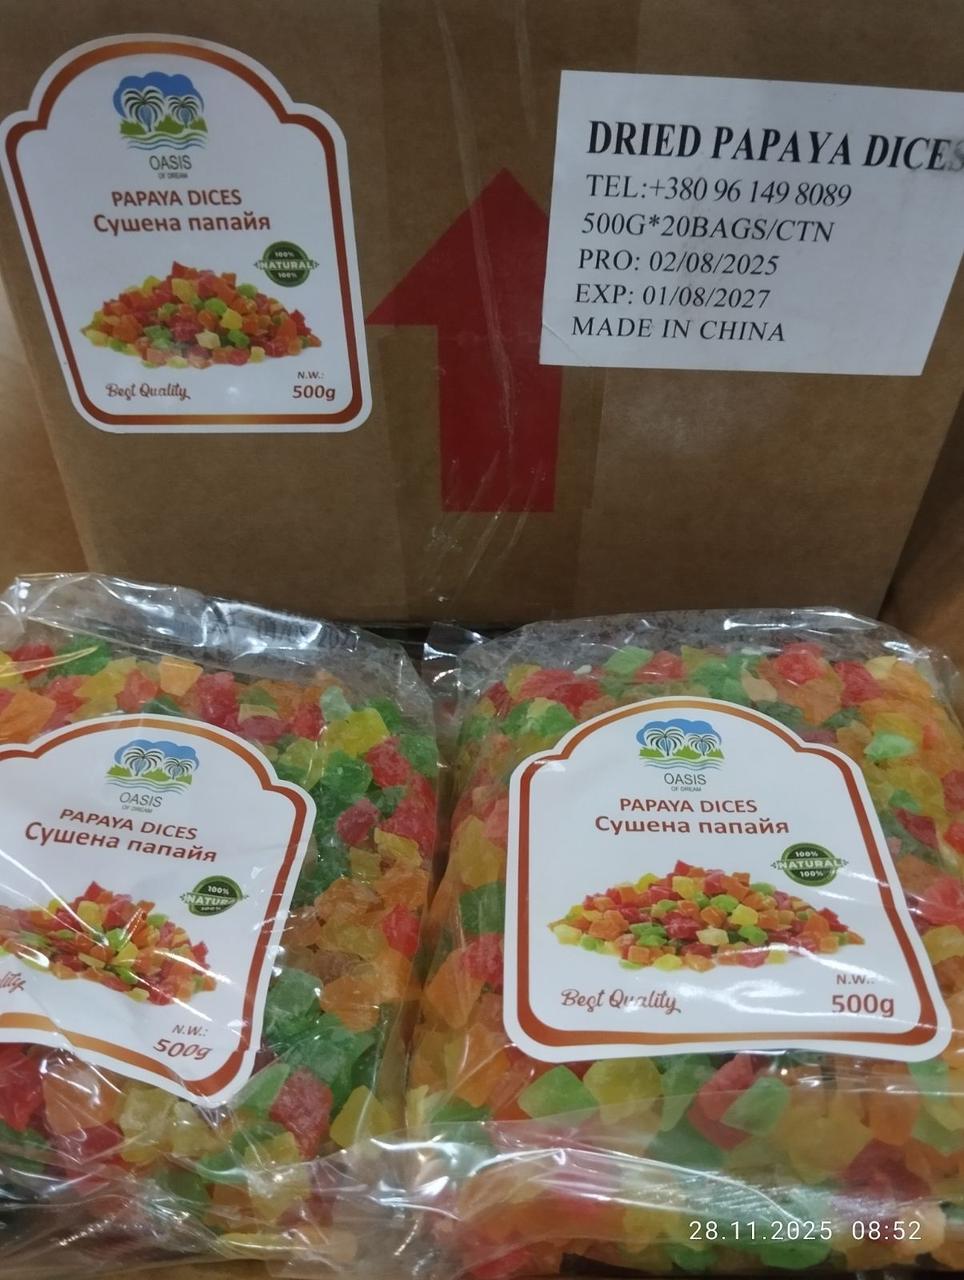 OASIS
OF DREAM
PAPAYA DICES
Сушена папайя
100%
NATURAL
100%
Best Quality
N.W.:
500g
DRIED PAPAYA DICES
TEL:+380 96 149 8089
500G*20BAGS/CTN
PRO: 02/08/2025
EXP: 01/08/2027
MADE IN CHINA
OASIS
OF DREAM
PAPAYA DICES
Сушена папайя
100%
NATURAL
100%
N.W.:
500g
OASIS
OF DREAM
PAPAYA DICES
Сушена папайя
100%
NATURAL
100%
Best Quality
N.W.:
500g
28.11.2025 08:52